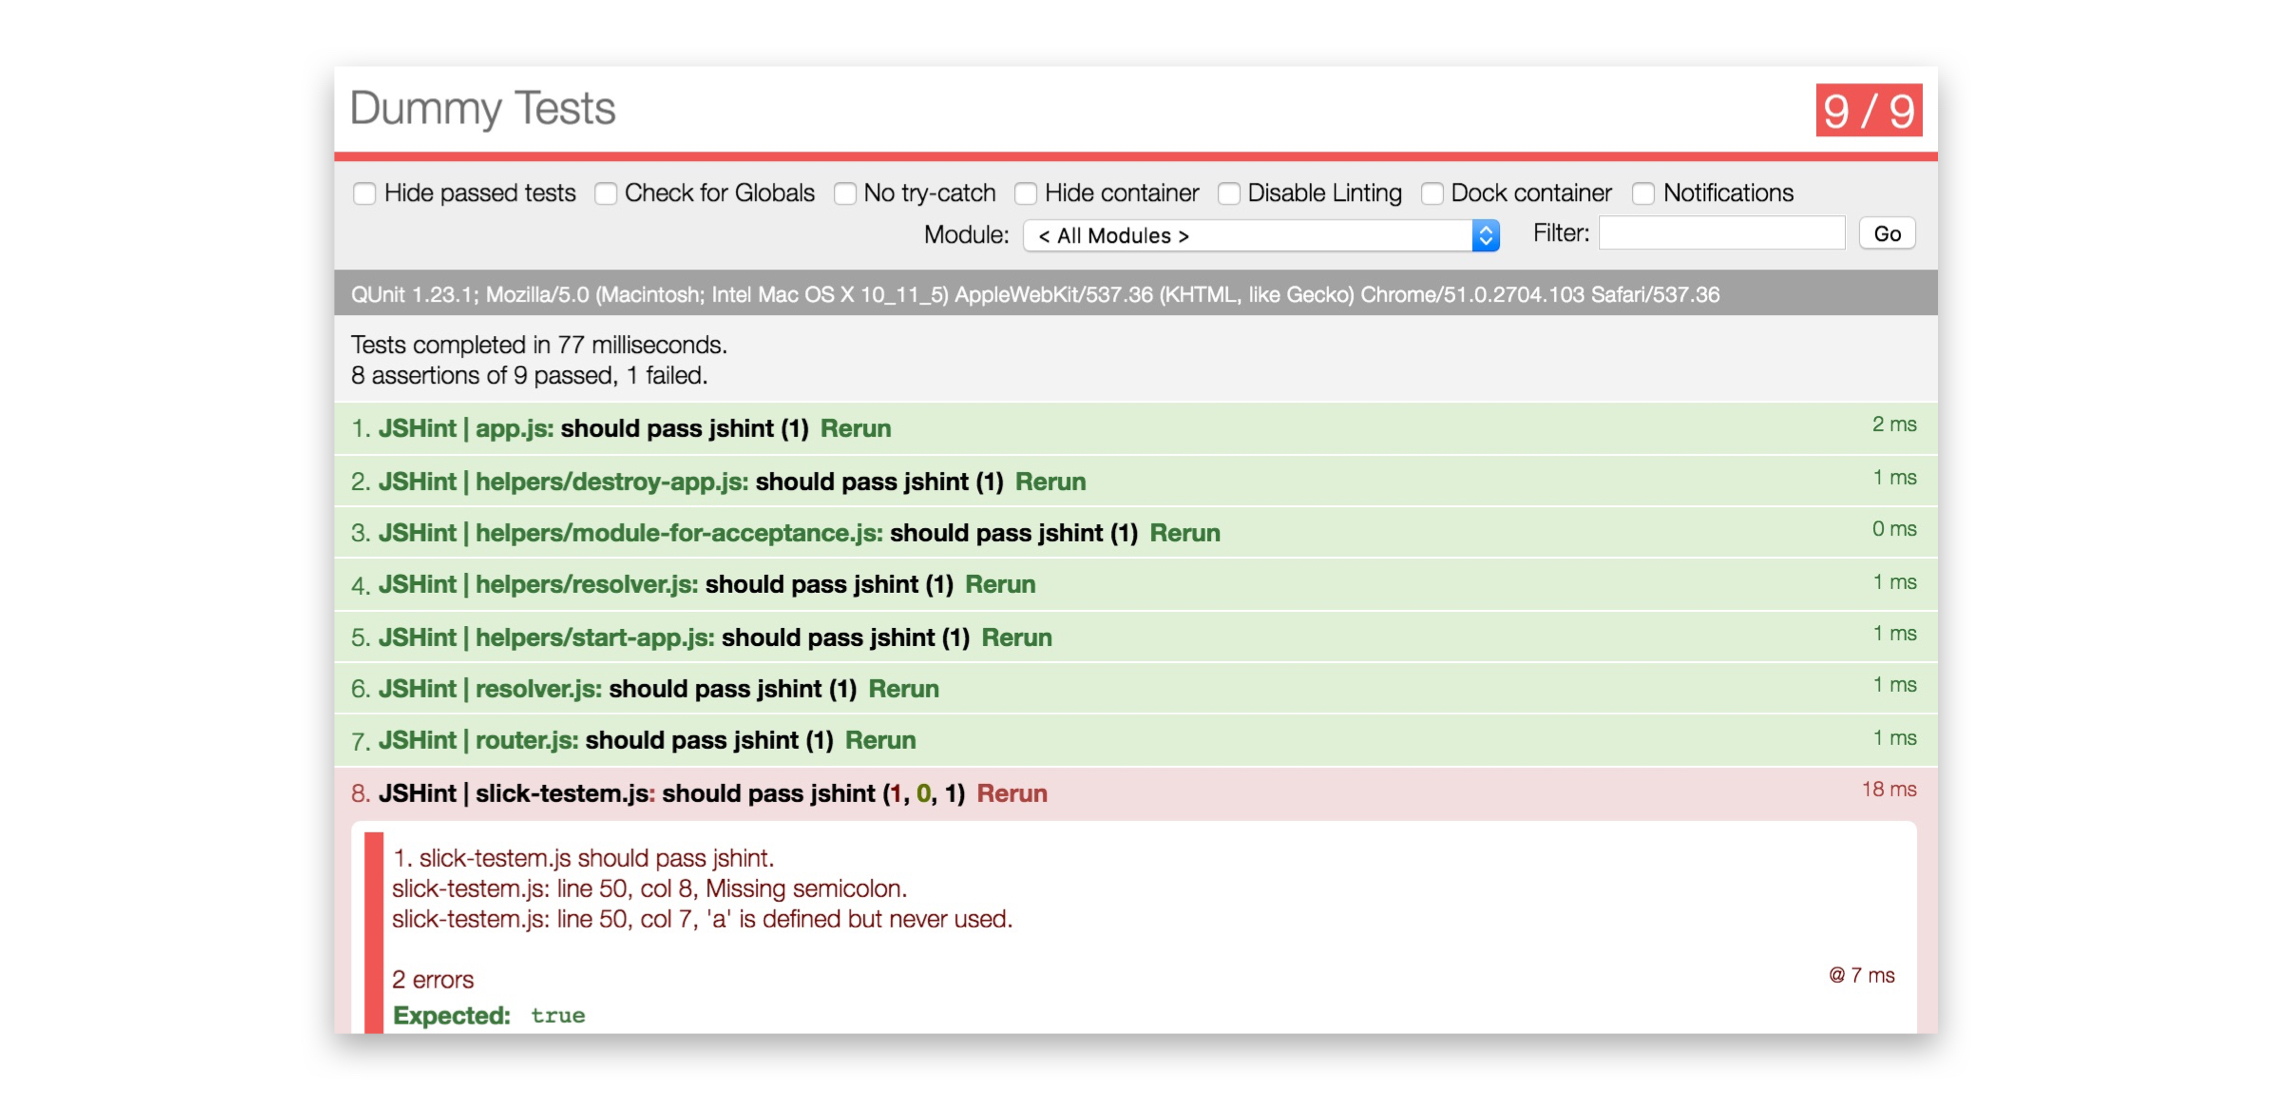 Dummy Tests
9 / 9
Hide passed tests Check for Globals No try-catch Hide container Disable Linting Dock container Notifications
Module: < All Modules > Filter: Go
QUnit 1.23.1; Mozilla/5.0 (Macintosh; Intel Mac OS X 10_11_5) AppleWebKit/537.36 (KHTML, like Gecko) Chrome/51.0.2704.103 Safari/537.36
Tests completed in 77 milliseconds.
8 assertions of 9 passed, 1 failed.
1. JSHint | app.js: should pass jshint (1) Rerun 2 ms
2. JSHint | helpers/destroy-app.js: should pass jshint (1) Rerun 1 ms
3. JSHint | helpers/module-for-acceptance.js: should pass jshint (1) Rerun 0 ms
4. JSHint | helpers/resolver.js: should pass jshint (1) Rerun 1 ms
5. JSHint | helpers/start-app.js: should pass jshint (1) Rerun 1 ms
6. JSHint | resolver.js: should pass jshint (1) Rerun 1 ms
7. JSHint | router.js: should pass jshint (1) Rerun 1 ms
8. JSHint | slick-testem.js: should pass jshint (1, 0, 1) Rerun 18 ms
1. slick-testem.js should pass jshint.
slick-testem.js: line 50, col 8, Missing semicolon.
slick-testem.js: line 50, col 7, 'a' is defined but never used.
2 errors @ 7 ms
Expected: true